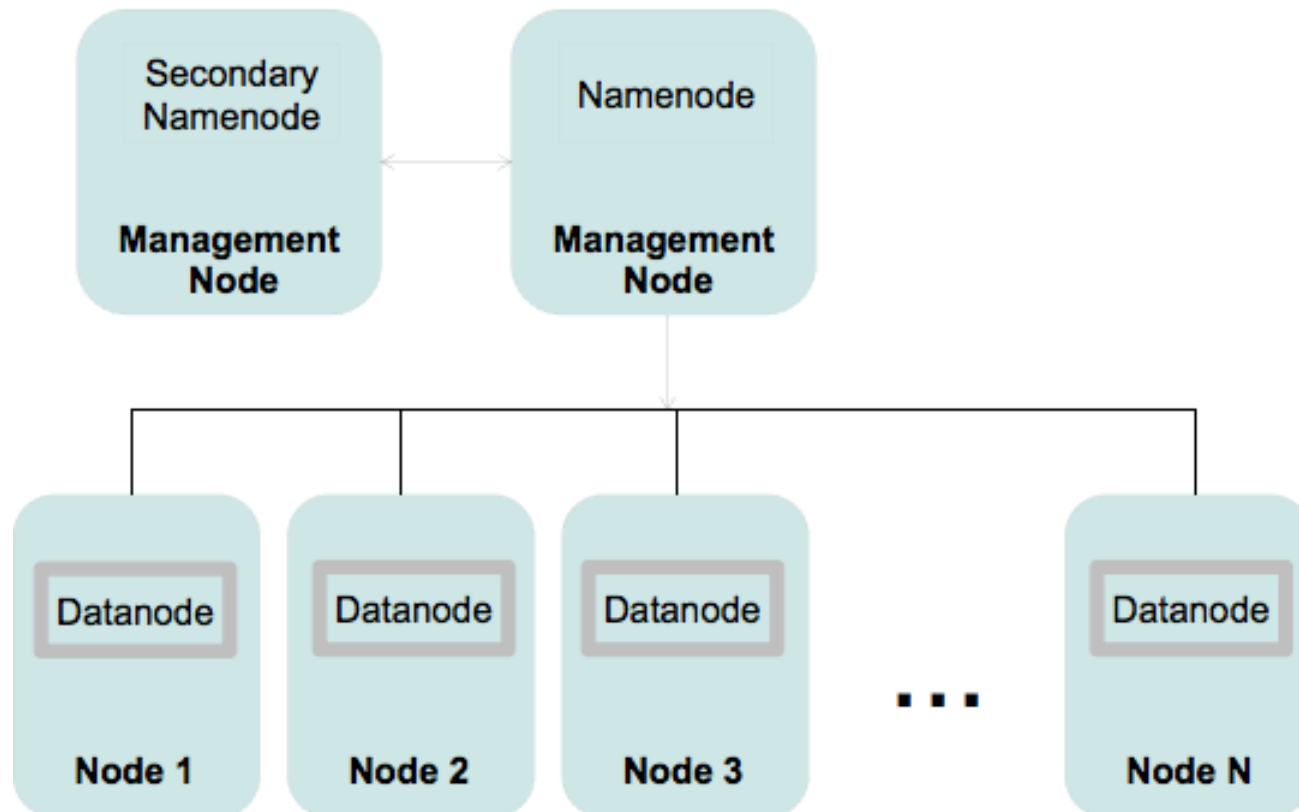 Secondary
Namenode
Management
Node
Namenode
Management
Node
Datanode
Node 1
Datanode
Node 2
Datanode
Node 3
...
Datanode
Node N